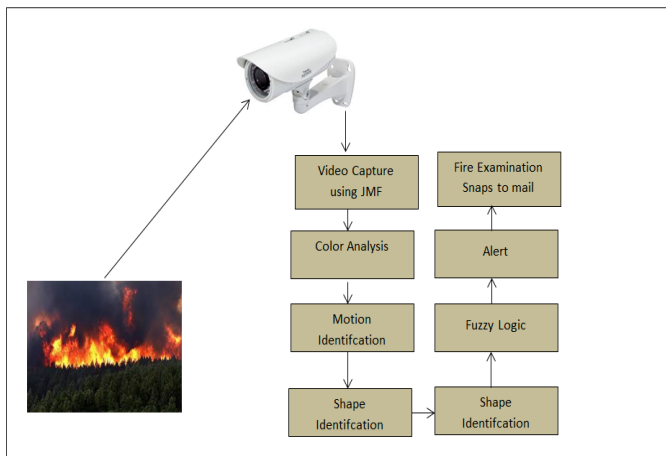 Video Capture
using JMF
Color Analysis
Motion
Identifcation
Shape
Identifcation
Shape
Identifcation
Fuzzy Logic
Alert
Fire Examination
Snaps to mail